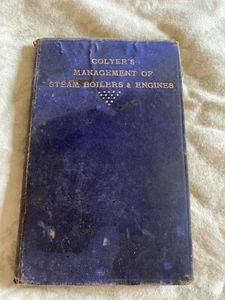 COLYER'S
MANAGEMENT OF
STEAM BOILERS & ENGINES